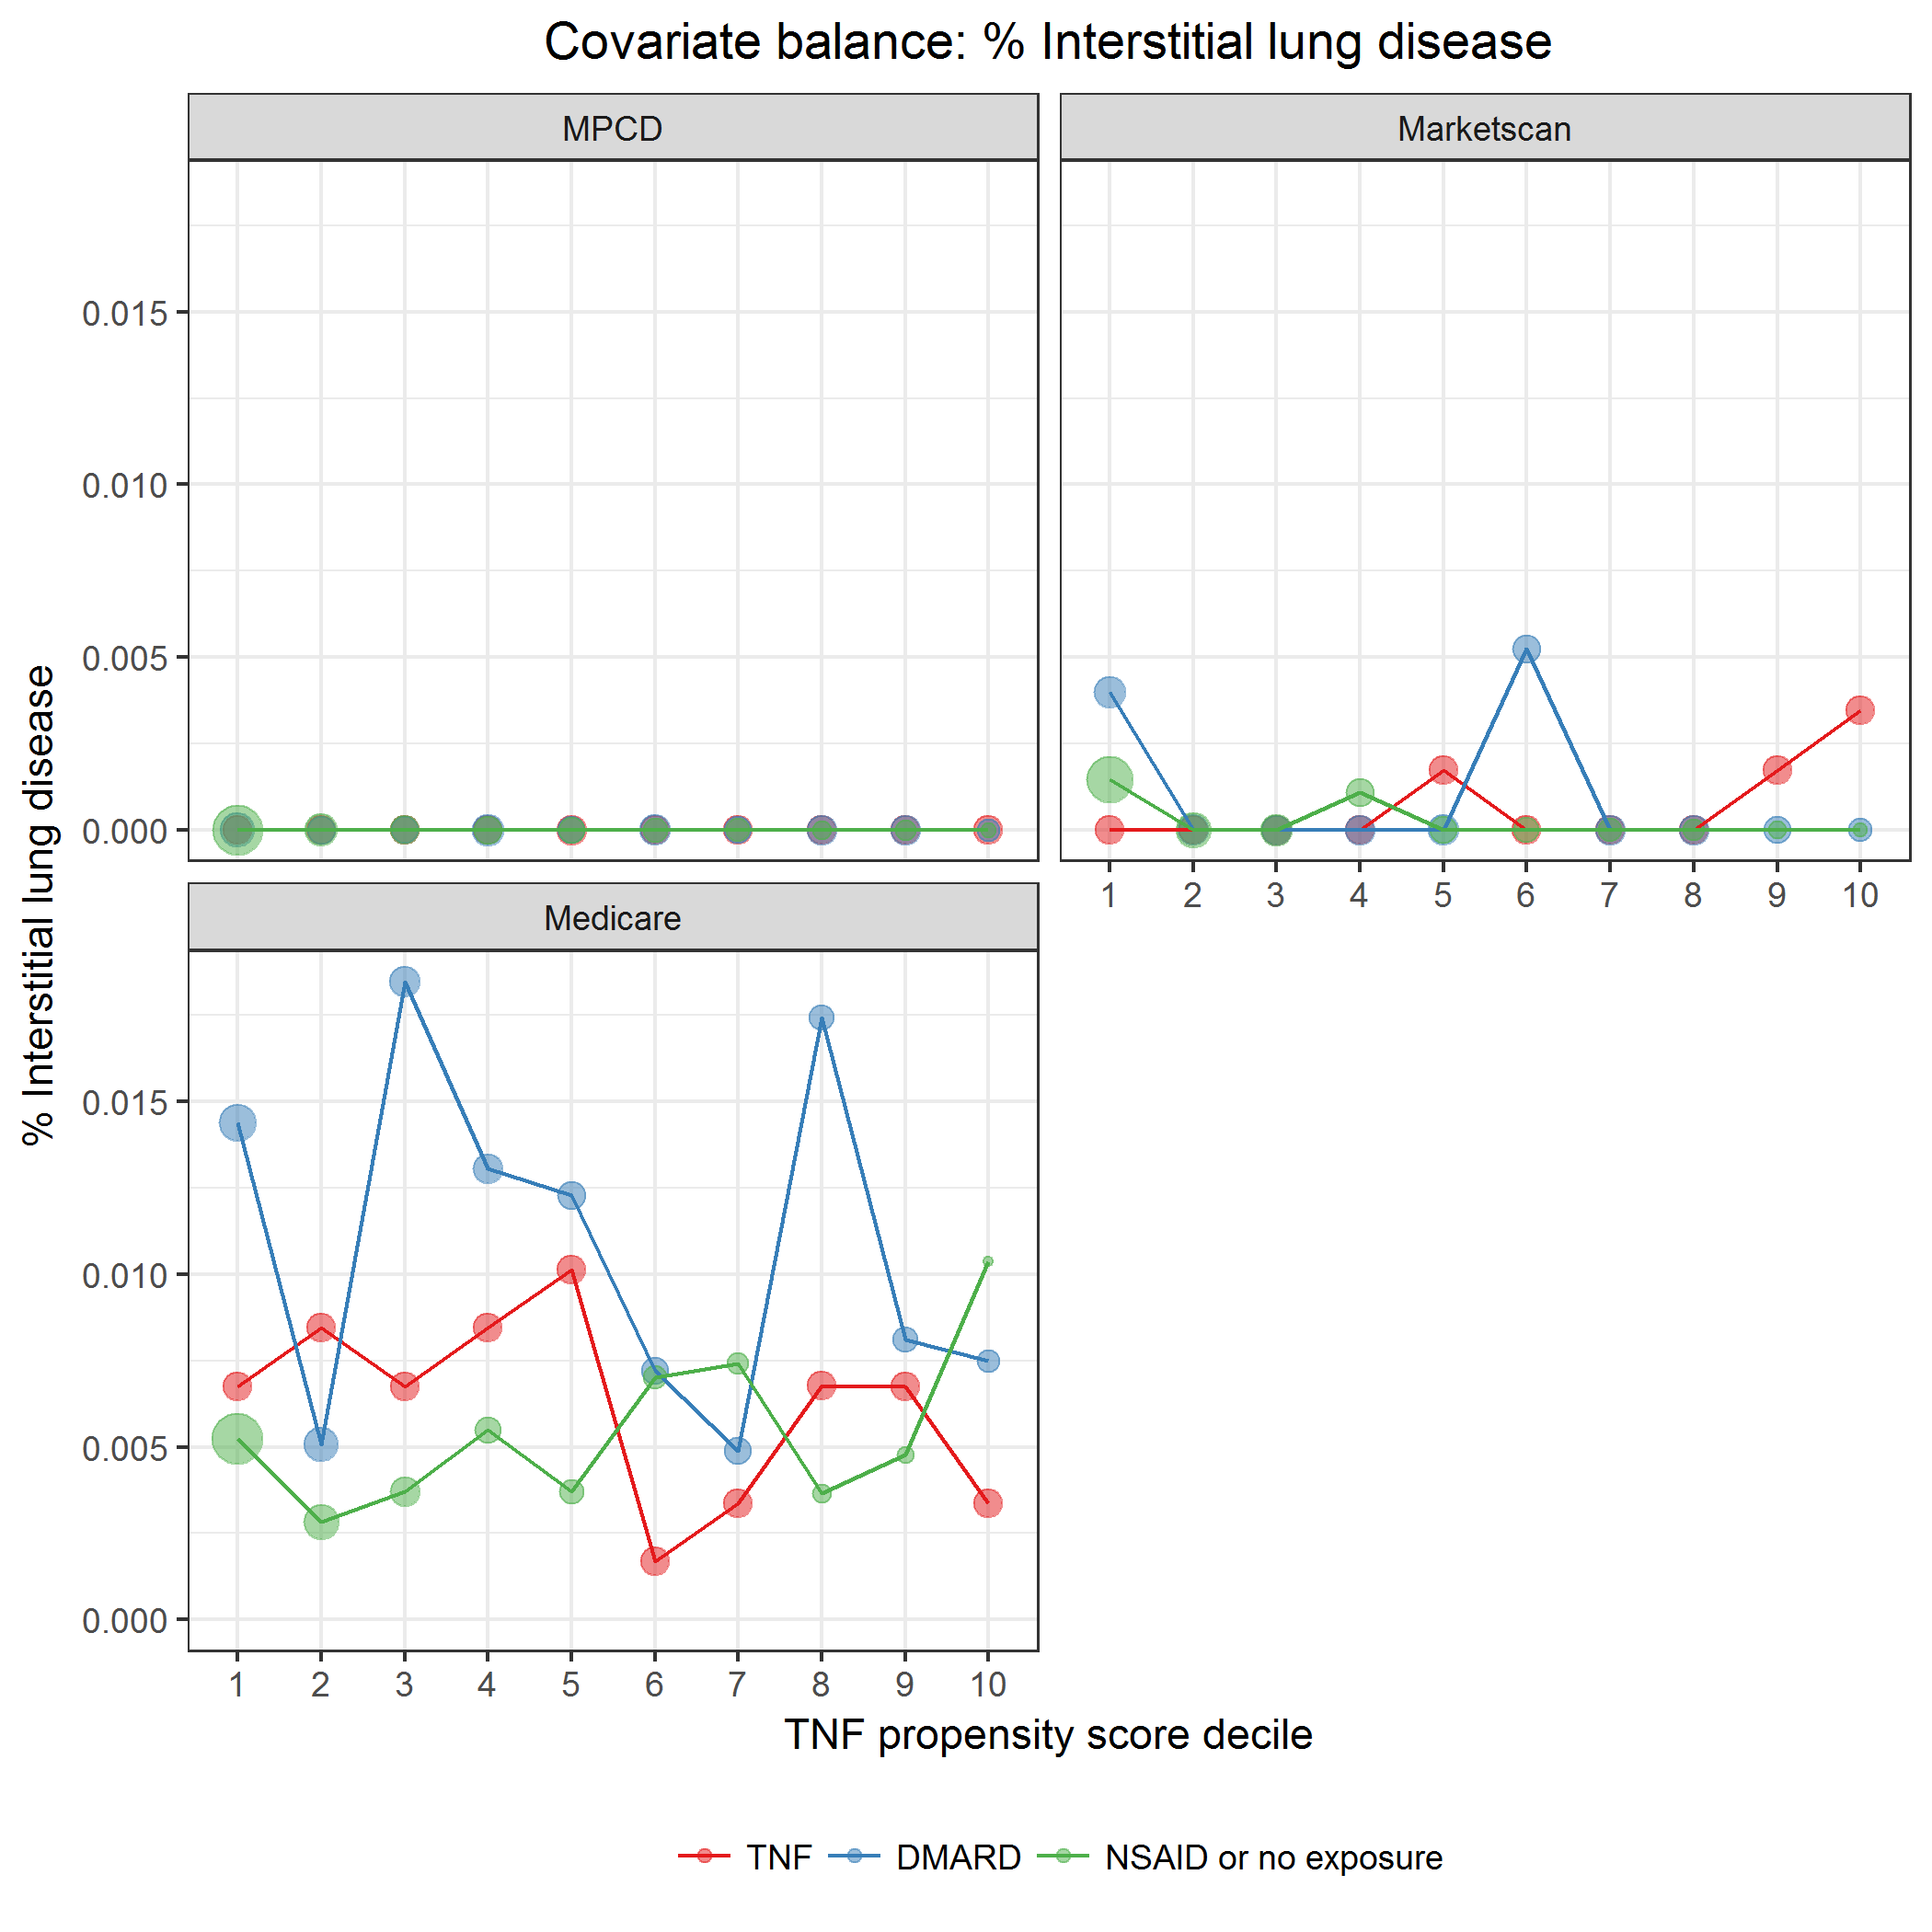 Covariate balance: % Interstitial lung disease
MPCD
Marketscan
0.015
0.010
0.005
0.000
1 2 3 4 5 6 7 8 9 10
Medicare
0.015
0.010
0.005
0.000
1 2 3 4 5 6 7 8 9 10
% Interstitial lung disease
TNF propensity score decile
TNF DMARD NSAID or no exposure